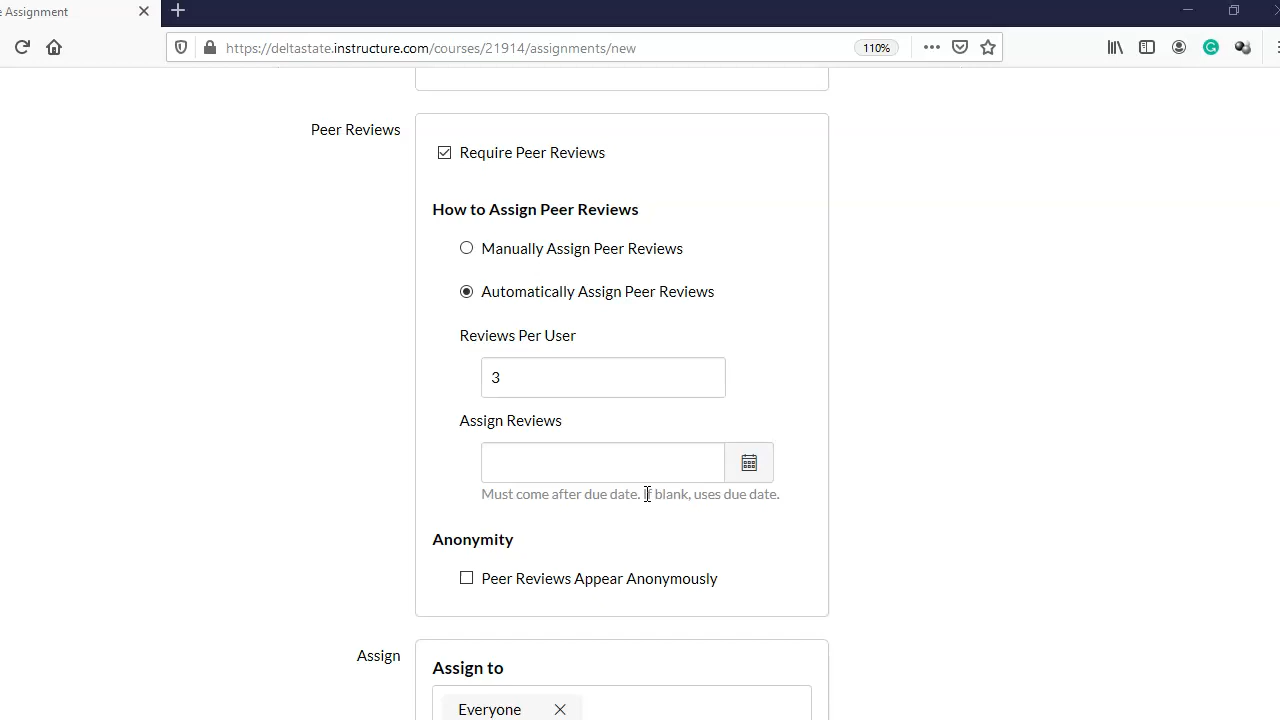 e Assignment
https://deltastate.instructure.com/courses/21914/assignments/new
110%
Peer Reviews
Require Peer Reviews
How to Assign Peer Reviews
Manually Assign Peer Reviews
Automatically Assign Peer Reviews
Reviews Per User
3
Assign Reviews
Must come after due date. If blank, uses due date.
Anonymity
Peer Reviews Appear Anonymously
Assign
Assign to
Everyone